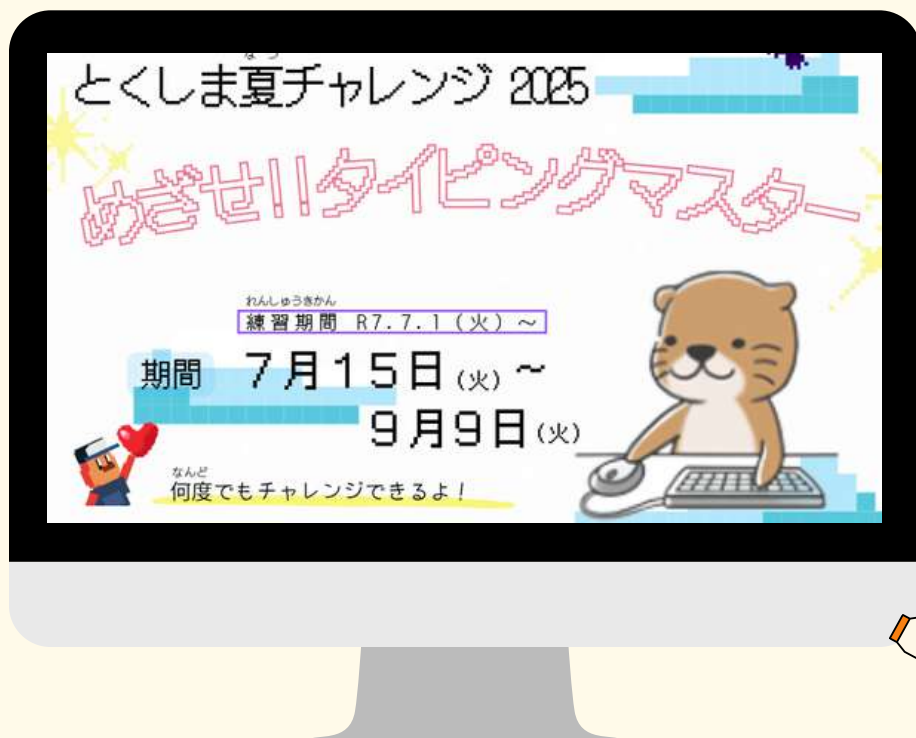 なつ
とくしま夏チャレンジ 2025
めざせ!!タイピングマスター
れんしゅうきかん
練習期間 R7.7.1(火)~
期間 7月15日(火)~
9月9日(火)
なんど
何度でもチャレンジできるよ!